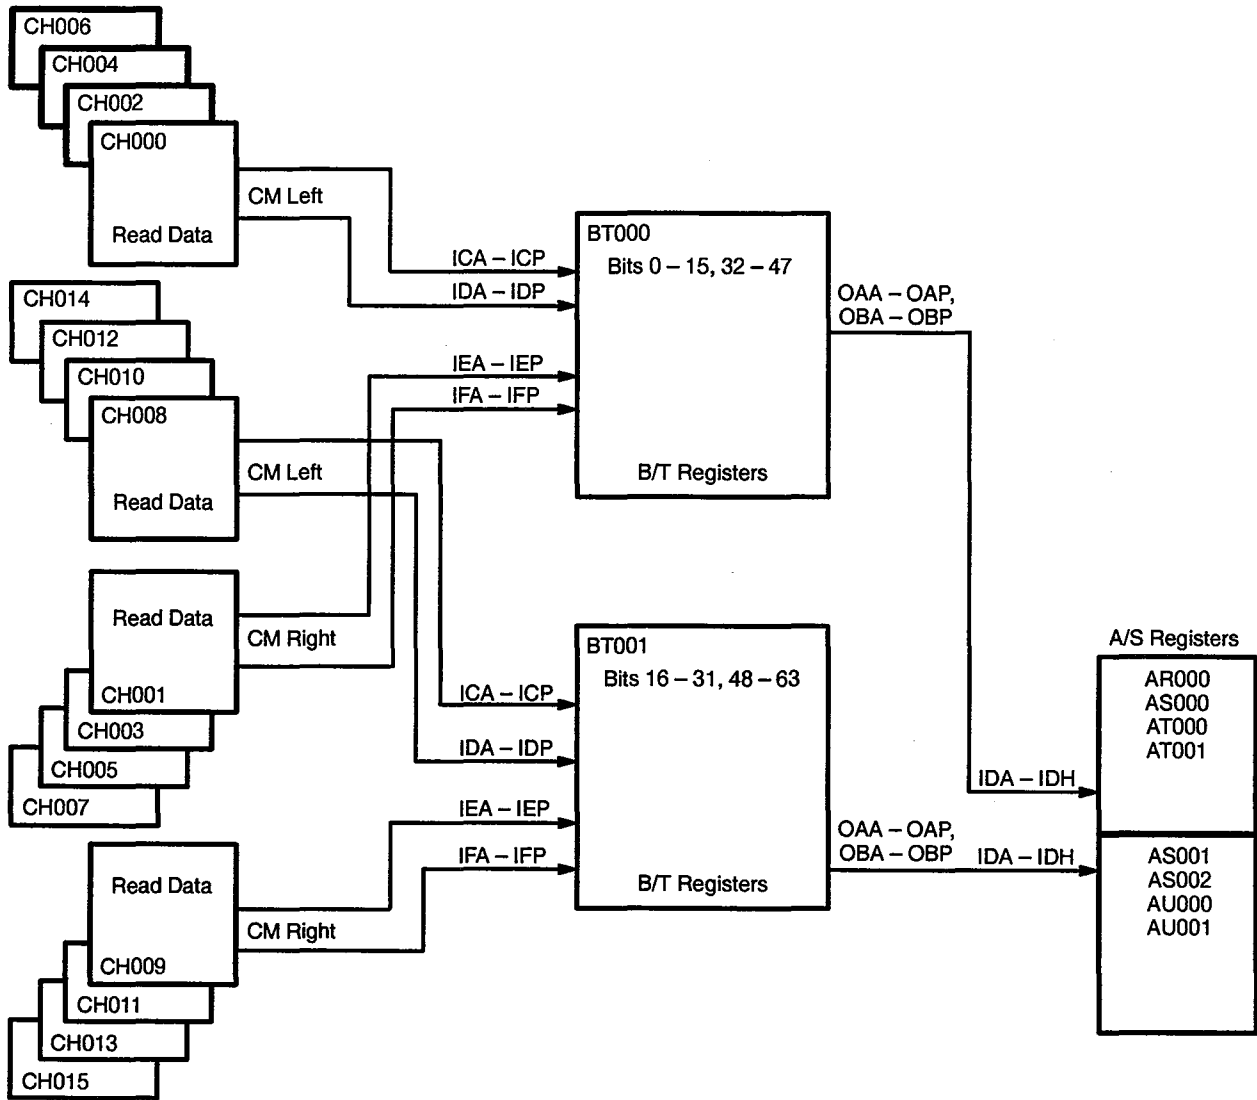 CH006
CH004
CH002
CH000
Read Data
CM Left
CH014
CH012
CH010
CH008
Read Data
CM Left
Read Data
CH001
CM Right
CH003
CH005
CH007
Read Data
CH009
CM Right
CH011
CH013
CH015
ICA – ICP
IDA – IDP
IEA – IEP
IFA – IFP
BT000
Bits 0 – 15, 32 – 47
B/T Registers
OAA – OAP,
OBA – OBP
ICA – ICP
IDA – IDP
IEA – IEP
IFA – IFP
BT001
Bits 16 – 31, 48 – 63
B/T Registers
OAA – OAP,
OBA – OBP
IDA – IDH
IDA – IDH
A/S Registers
AR000
AS000
AT000
AT001
AS001
AS002
AU000
AU001